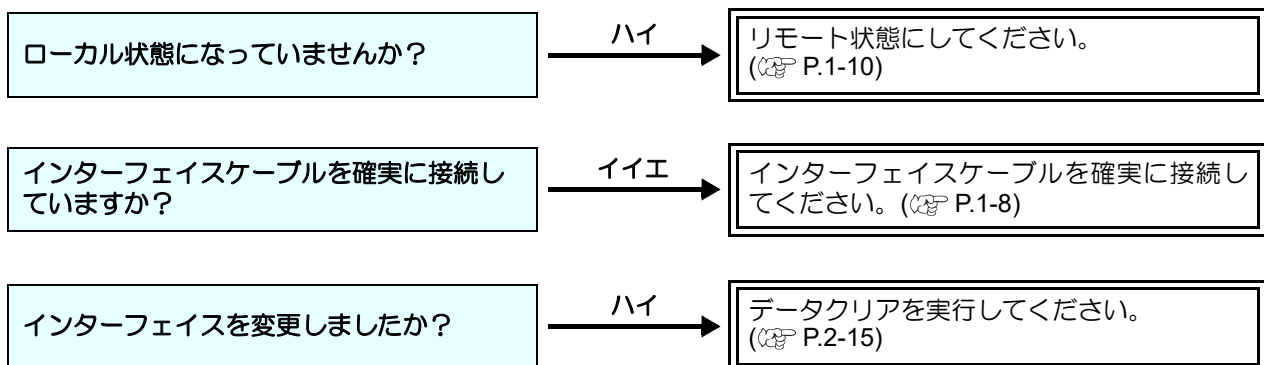 ローカル状態になっていませんか？
ハイ
リモート状態にしてください。
(P.1-10)
インターフェイスケーブルを確実に接続し
ていますか？
イイエ
インターフェイスケーブルを確実に接続し
てください。(P.1-8)
インターフェイスを変更しましたか？
ハイ
データクリアを実行してください。
(P.2-15)